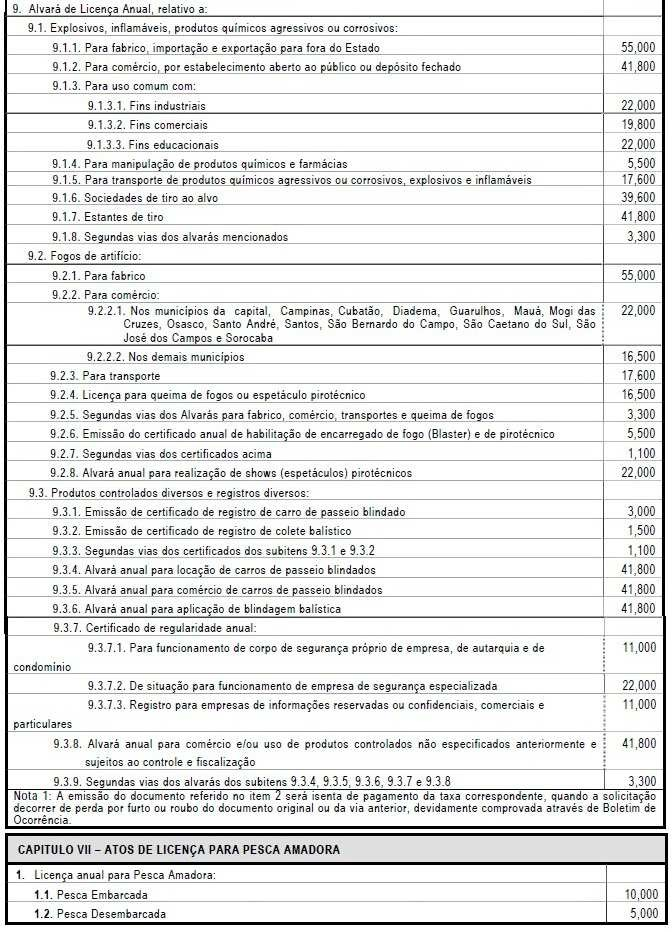 9. Alvará de Licença Anual, relativo a:
9.1. Explosivos, inflamáveis, produtos químicos agressivos ou corrosivos:
9.1.1. Para fabrico, importação e exportação para fora do Estado 55,000
9.1.2. Para comércio, por estabelecimento aberto ao público ou depósito fechado 41,800
9.1.3. Para uso comum com:
9.1.3.1. Fins industriais 22,000
9.1.3.2. Fins comerciais 19,800
9.1.3.3. Fins educacionais 22,000
9.1.4. Para manipulação de produtos químicos e farmácias 5,500
9.1.5. Para transporte de produtos químicos agressivos ou corrosivos, explosivos e inflamáveis 17,600
9.1.6. Sociedades de tiro ao alvo 39,600
9.1.7. Estantes de tiro 41,800
9.1.8. Segundas vias dos alvarás mencionados 3,300
9.2. Fogos de artifício:
9.2.1. Para fabrico 55,000
9.2.2. Para comércio:
9.2.2.1. Nos municípios da capital, Campinas, Cubatão, Diadema, Guarulhos, Mauá, Mogi das 22,000
Cruzes, Osasco, Santo André, Santos, São Bernardo do Campo, São Caetano do Sul, São
José dos Campos e Sorocaba
9.2.2.2. Nos demais municípios 16,500
9.2.3. Para transporte 17,600
9.2.4. Licença para queima de fogos ou espetáculo pirotécnico 16,500
9.2.5. Segundas vias dos Alvarás para fabrico, comércio, transportes e queima de fogos 3,300
9.2.6. Emissão do certificado anual de habilitação de encarregado de fogo (Blaster) e de pirotécnico 5,500
9.2.7. Segundas vias dos certificados acima 1,100
9.2.8. Alvará anual para realização de shows (espetáculos) pirotécnicos 22,000
9.3. Produtos controlados diversos e registros diversos:
9.3.1. Emissão de certificado de registro de carro de passeio blindado 3,000
9.3.2. Emissão de certificado de registro de colete balístico 1,500
9.3.3. Segundas vias dos certificados dos subitens 9.3.1 e 9.3.2 1,100
9.3.4. Alvará anual para locação de carros de passeio blindados 41,800
9.3.5. Alvará anual para comércio de carros de passeio blindados 41,800
9.3.6. Alvará anual para aplicação de blindagem balística 41,800
9.3.7. Certificado de regularidade anual:
9.3.7.1. Para funcionamento de corpo de segurança próprio de empresa, de autarquia e de 11,000
condomínio
9.3.7.2. De situação para funcionamento de empresa de segurança especializada 22,000
9.3.7.3. Registro para empresas de informações reservadas ou confidenciais, comerciais e 11,000
particulares
9.3.8. Alvará anual para comércio e/ou uso de produtos controlados não especificados anteriormente e 41,800
sujeitos ao controle e fiscalização
9.3.9. Segundas vias dos alvarás dos subitens 9.3.4, 9.3.5, 9.3.6, 9.3.7 e 9.3.8 3,300
Nota 1: A emissão do documento referido no item 2 será isenta de pagamento da taxa correspondente, quando a solicitação
decorrer de perda por furto ou roubo do documento original ou da via anterior, devidamente comprovada através de Boletim de
Ocorrência.
CAPITULO VII – ATOS DE LICENÇA PARA PESCA AMADORA
1. Licença anual para Pesca Amadora:
1.1. Pesca Embarcada 10,000
1.2. Pesca Desembarcada 5,000